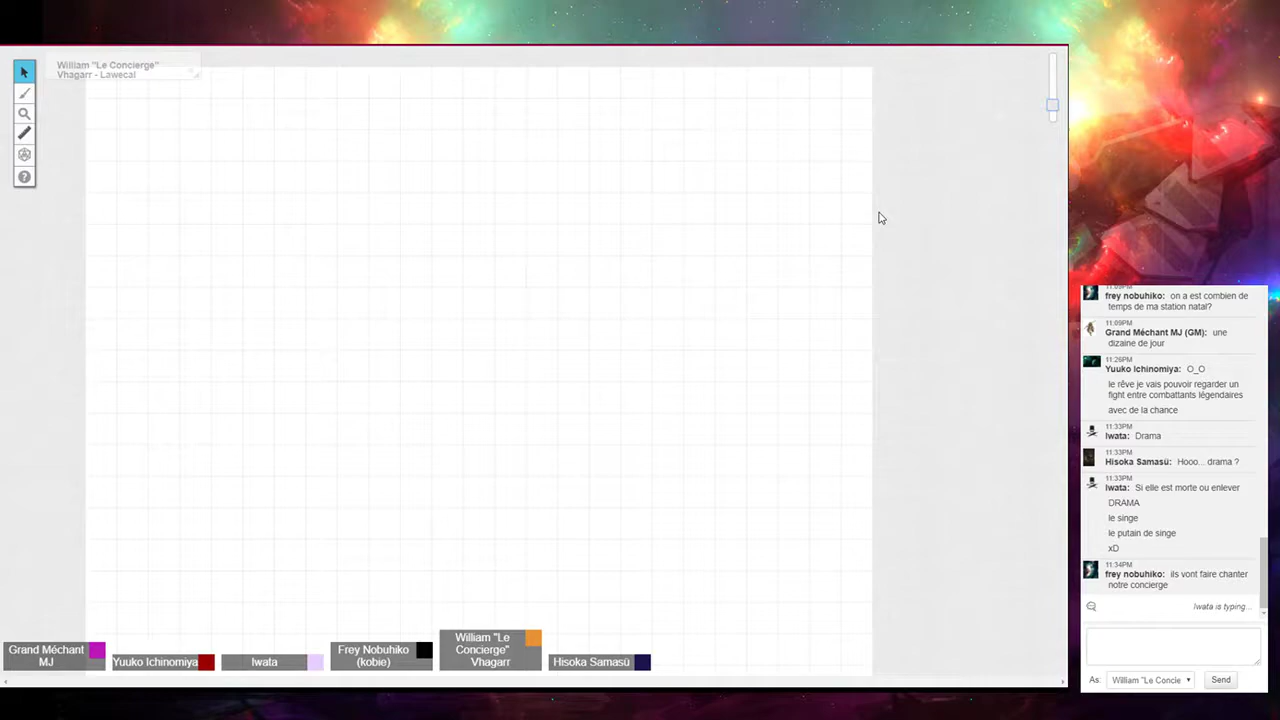 William "Le Concierge"
Vhagarr - Lawecal
11:09PM
frey nobuhiko: on a est combien de
temps de ma station natal?
11:09PM
Grand Méchant MJ (GM): une
dizaine de jour
11:26PM
Yuuko Ichinomiya: O_O
le rêve je vais pouvoir regarder un
fight entre combattants légendaires
avec de la chance
11:33PM
Iwata: Drama
11:33PM
Hisoka Samasù: Hooo... drama ?
11:33PM
Iwata: Si elle est morte ou enlever
DRAMA
le singe
le putain de singe
xD
11:34PM
frey nobuhiko: ils vont faire chanter
notre concierge
Iwata is typing...
As: William "Le Concie
Send
Grand Méchant
MJ
Yuuko Ichinomiya
Iwata
Frey Nobuhiko
(kobie)
William "Le
Concierge"
Vhagarr
Hisoka Samasù